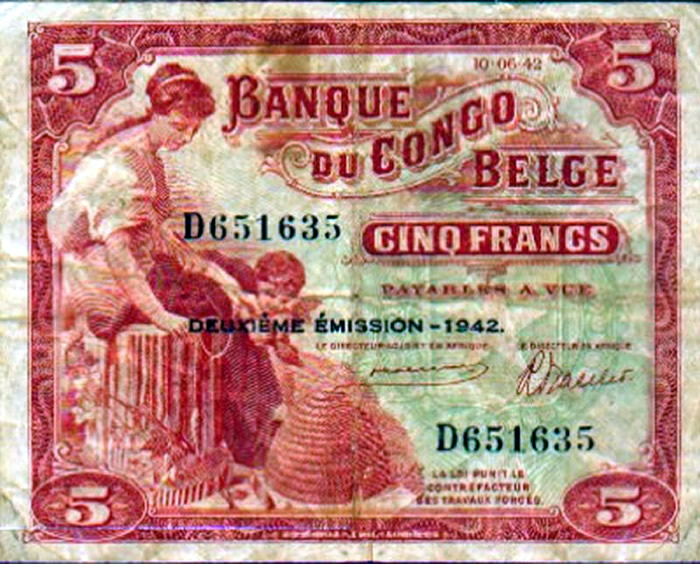 5 5
10-06-42
BANQUE
DU CONGO
BELGE
D651635
CINQ FRANCS
PAYABLES A VUE
DEUXIÈME ÉMISSION - 1942.
LE DIRECTEUR-ADJOINT EN AFRIQUE LE DIRECTEUR EN AFRIQUE
D651635
LA LOI PUNIT LE
CONTREFACTEUR
DES TRAVAUX FORCÉS.
5 5